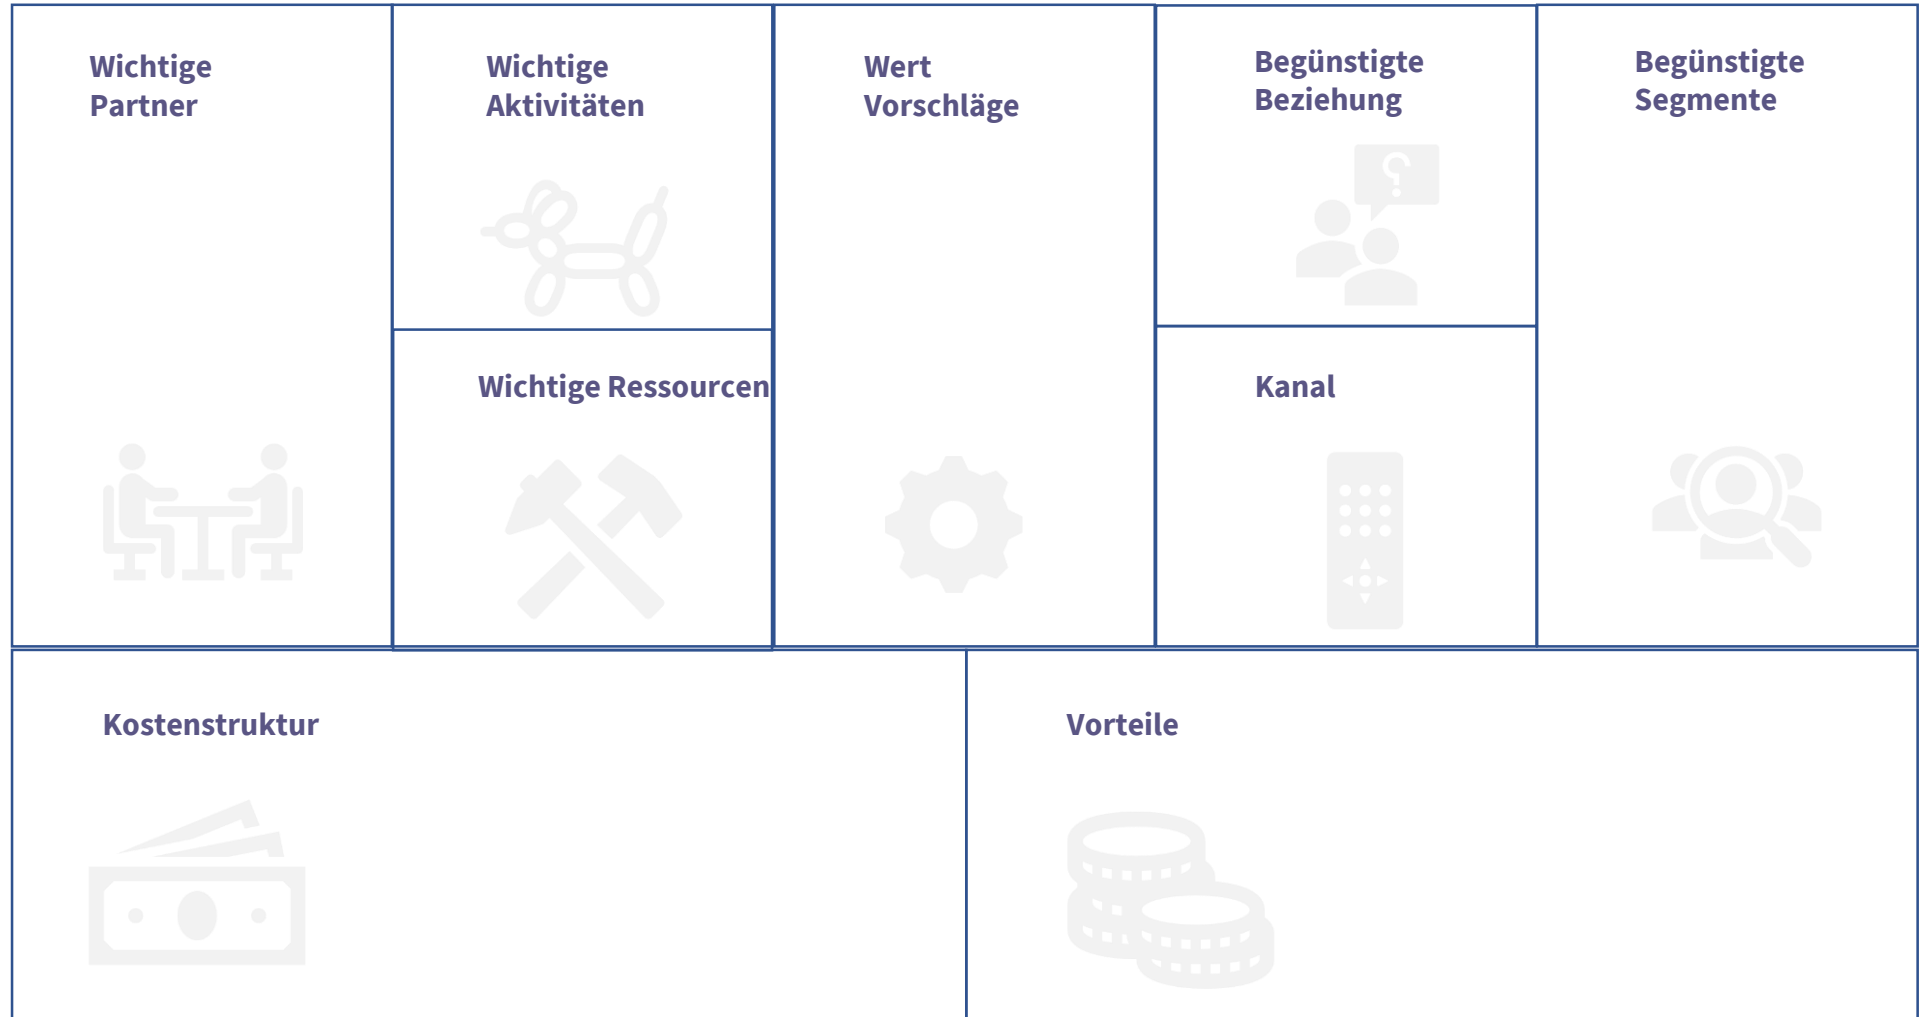 Wichtige
Partner
Wichtige
Aktivitäten
Wichtige Ressourcen
Wert
Vorschläge
Begünstigte
Beziehung
Kanal
Begünstigte
Segmente
Kostenstruktur
Vorteile